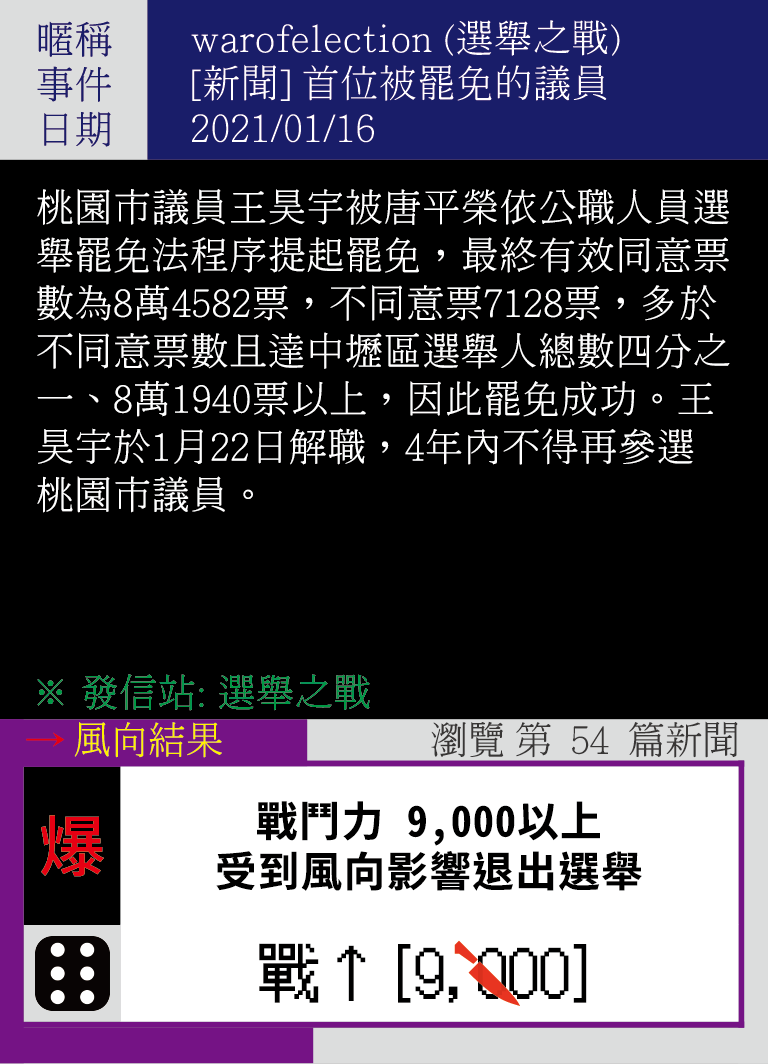 暱稱 warofelection (選舉之戰)
事件 [新聞] 首位被罷免的議員
日期 2021/01/16
桃園市議員王昊宇被唐平榮依公職人員選
舉罷免法程序提起罷免，最終有效同意票
數為8萬4582票，不同意票7128票，多於
不同意票數且達中壢區選舉人總數四分之
一、8萬1940票以上，因此罷免成功。王
昊宇於1月22日解職，4年內不得再參選
桃園市議員。
※ 發信站: 選舉之戰
→ 風向結果 瀏覽 第 54 篇新聞
爆
戰鬥力 9,000以上
受到風向影響退出選舉
戰↑[9,000]